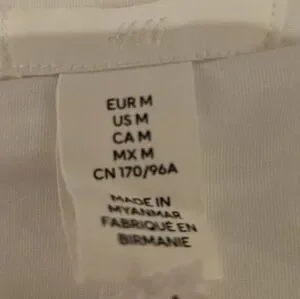 EUR M
US M
CA M
MX M
CN 170/96A
MADE IN
MYANMAR
FABRIQUÉ EN
BIRMANIE